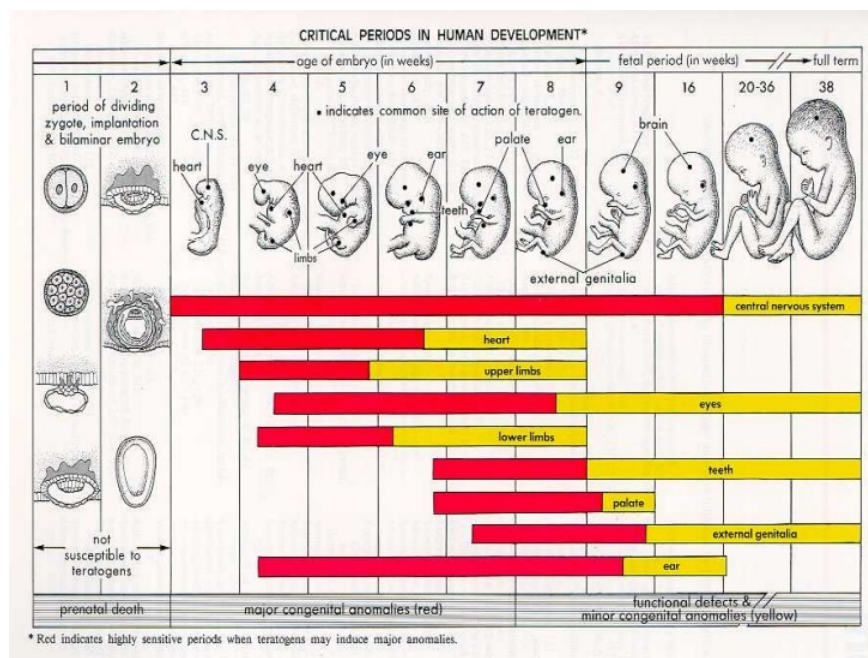 CRITICAL PERIODS IN HUMAN DEVELOPMENT*
age of embryo (in weeks)
fetal period (in weeks)
full term
1 2 3 4 5 6 7 8 9 16 20-36 38
period of dividing
zygote, implantation
& bilaminar embryo
• indicates common site of action of teratogen.
C.N.S.
heart
eye
heart
eye
limbs
ear
teeth
palate
ear
brain
external genitalia
central nervous system
heart
upper limbs
eyes
lower limbs
teeth
palate
external genitalia
ear
not
susceptible to
teratogens
prenatal death
major congenital anomalies (red)
functional defects &
minor congenital anomalies (yellow)
* Red indicates highly sensitive periods when teratogens may induce major anomalies.